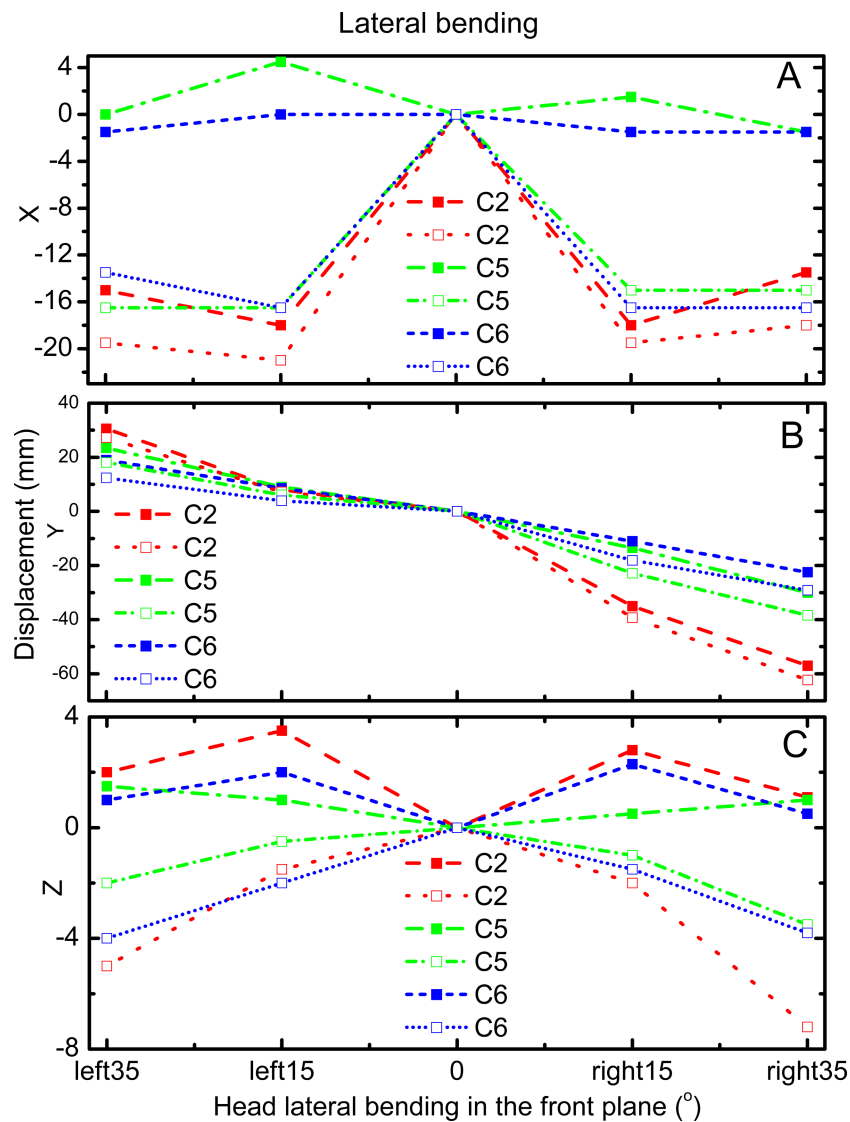 Lateral bending
A
4
0
-4
-8
-12
-16
-20
X
C2
C2
C5
C5
C6
C6
B
40
20
0
-20
-40
-60
Displacement (mm)
Y
C2
C2
C5
C5
C6
C6
C
4
0
-4
-8
Z
C2
C2
C5
C5
C6
C6
left35 left15 0 right15 right35
Head lateral bending in the front plane (°)